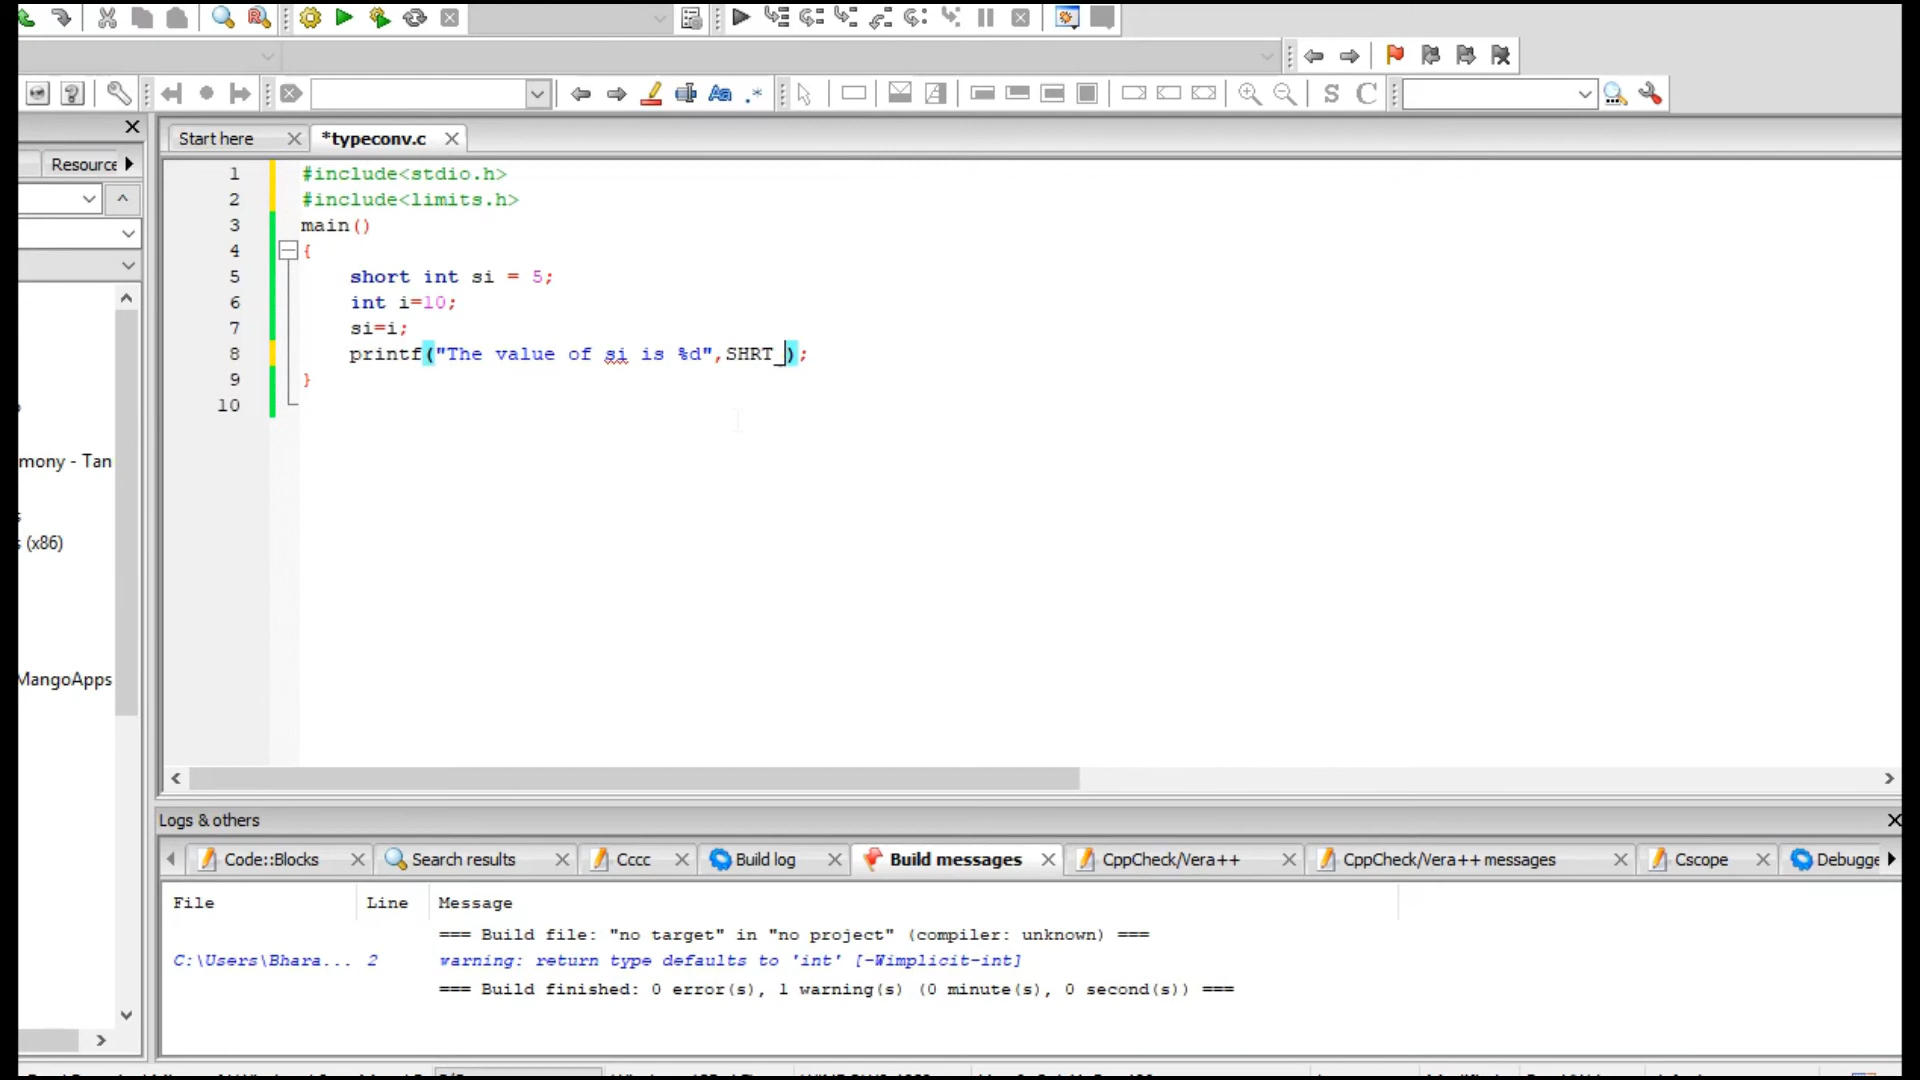 Start here
*typeconv.c
Resource
1 #include<stdio.h>
2 #include<limits.h>
3 main()
4 {
5 short int si = 5;
6 int i=10;
7 si=i;
8 printf("The value of si is %d",SHRT_);
9 }
10
mony - Tan
s (x86)
MangoApps
Logs & others
Code::Blocks
Search results
Cccc
Build log
Build messages
CppCheck/Vera++
CppCheck/Vera++ messages
Cscope
Debugge
File Line Message
=== Build file: "no target" in "no project" (compiler: unknown) ===
C:\Users\Bhara... 2 warning: return type defaults to 'int' [-Wimplicit-int]
=== Build finished: 0 error(s), 1 warning(s) (0 minute(s), 0 second(s)) ===